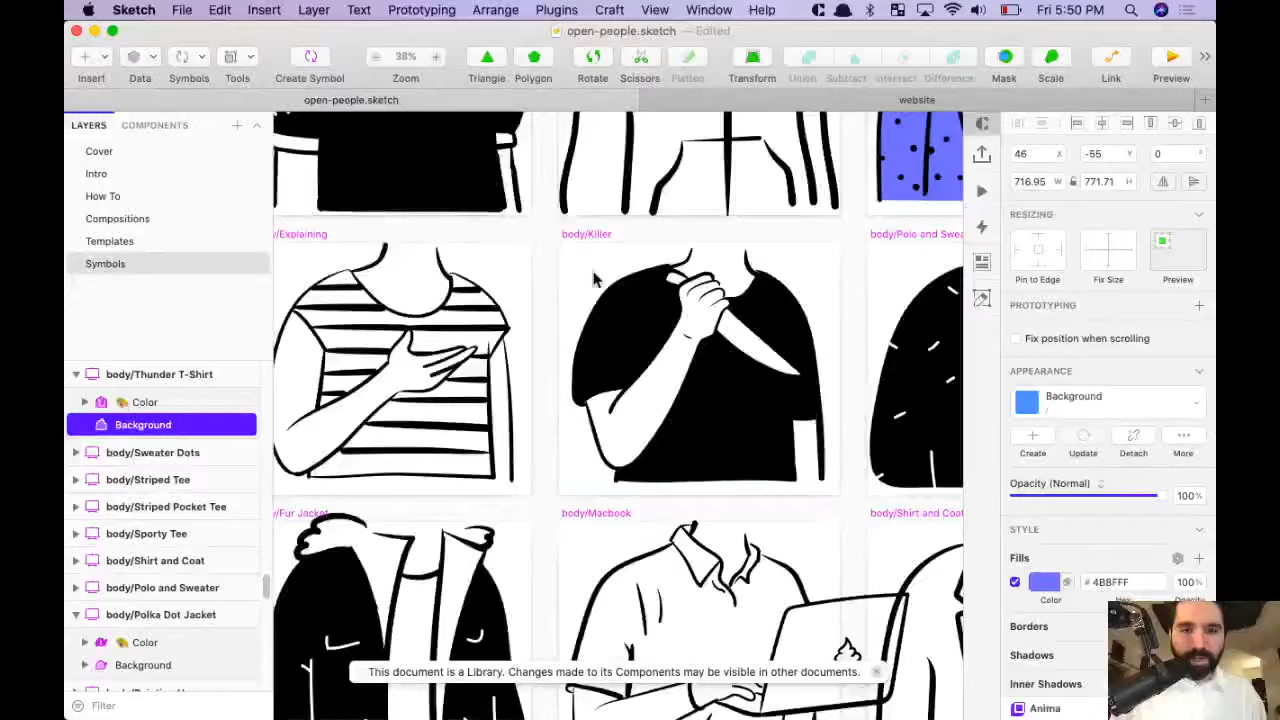 Sketch File Edit Insert Layer Text Prototyping Arrange Plugins Craft View Window Help Fri 5:50 PM
open-people.sketch — Edited
38%
Insert Data Symbols Tools Create Symbol Zoom Triangle Polygon Rotate Scissors Flatten Transform Union Subtract Intersect Difference Mask Scale Link Preview
open-people.sketch website
LAYERS COMPONENTS
Cover
Intro
How To
Compositions
Templates
Symbols
body/Thunder T-Shirt
Color
Background
body/Sweater Dots
body/Striped Tee
body/Striped Pocket Tee
body/Sporty Tee
body/Shirt and Coat
body/Polo and Sweater
body/Polka Dot Jacket
Color
Background
Filter
y/Explaining
body/Killer
body/Polo and Swea
y/Fur Jacket
body/Macbook
body/Shirt and Coat
This document is a Library. Changes made to its Components may be visible in other documents.
46 X -55 Y 0 °
716.95 W 771.71 H
RESIZING
Pin to Edge Fix Size Preview
PROTOTYPING
Fix position when scrolling
APPEARANCE
Background
/
Create Update Detach More
Opacity (Normal) 100%
STYLE
Fills
# 4BBFFF 100%
Color Hex Opacity
Borders
Shadows
Inner Shadows
Anima